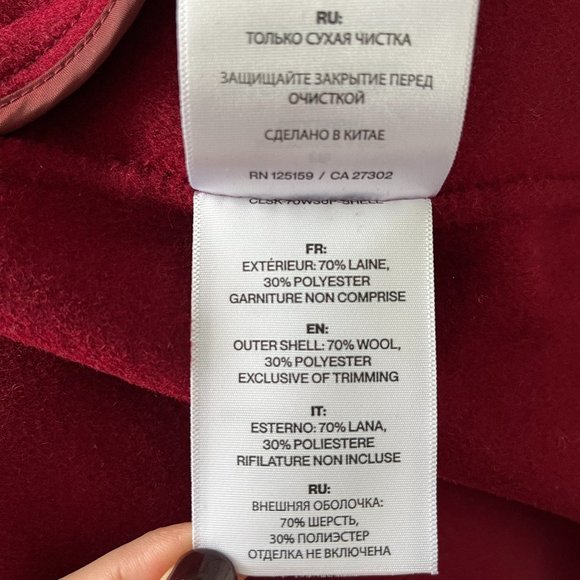 RU:
ТОЛЬКО СУХАЯ ЧИСТКА
ЗАЩИЩАЙТЕ ЗАКРЫТИЕ ПЕРЕД
ОЧИСТКОЙ
СДЕЛАНО В КИТАЕ
RN 125159 / CA 27302
FR:
EXTÉRIEUR: 70% LAINE,
30% POLYESTER
GARNITURE NON COMPRISE
EN:
OUTER SHELL: 70% WOOL,
30% POLYESTER
EXCLUSIVE OF TRIMMING
IT:
ESTERNO: 70% LANA,
30% POLIESTERE
RIFILATURE NON INCLUSE
RU:
ВНЕШНЯЯ ОБОЛОЧКА:
70% ШЕРСТЬ,
30% ПОЛИЭСТЕР
ОТДЕЛКА НЕ ВКЛЮЧЕНА